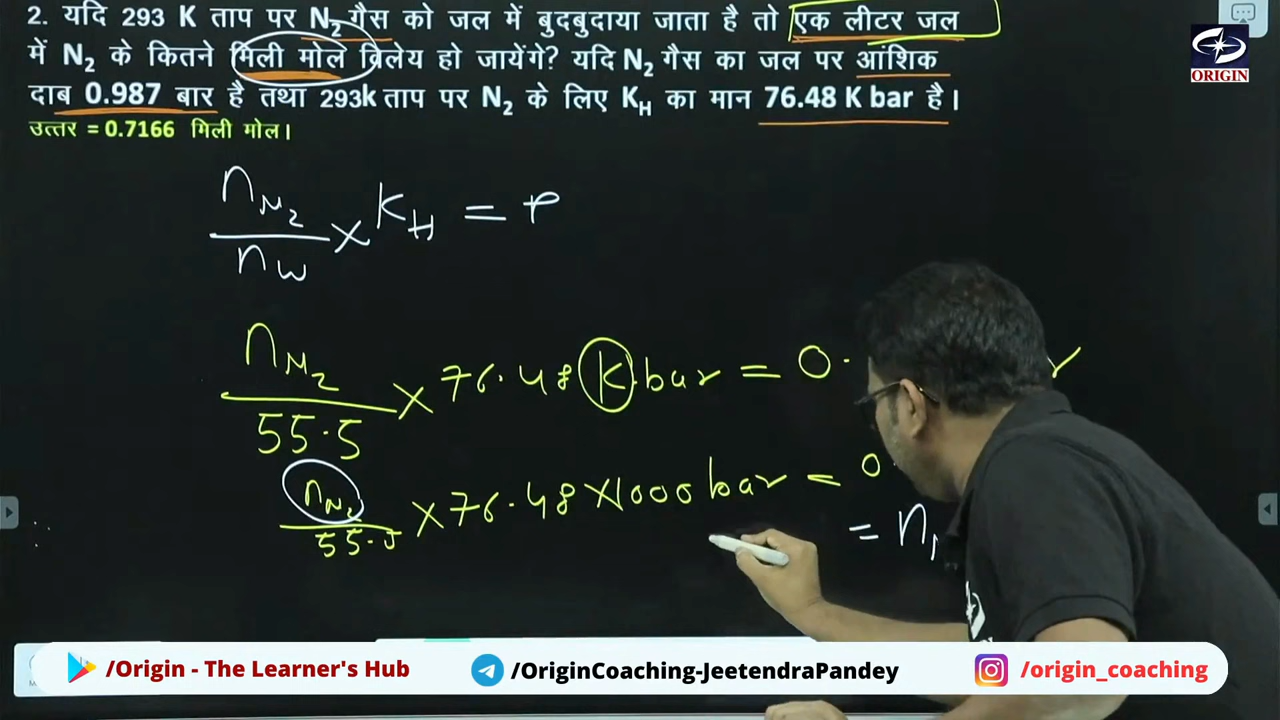 2. यदि 293 K ताप पर N₂ गैस को जल में बुदबुदाया जाता है तो एक लीटर जल
में N₂ के कितने मिली मोले विलेय हो जायेंगे? यदि N₂ गैस का जल पर आंशिक
दाब 0.987 बार है तथा 293k ताप पर N₂ के लिए K_H का मान 76.48 K bar है।
उत्तर = 0.7166 मिली मोल।
ORIGIN
n_N₂ / n_w × K_H = P
n_N₂ / 55.5 × 76.48 k bar = 0.
n_N₂ / 55.5 × 76.48 × 1000 bar = 0
= n
/Origin - The Learner's Hub
/OriginCoaching-JeetendraPandey
/origin_coaching